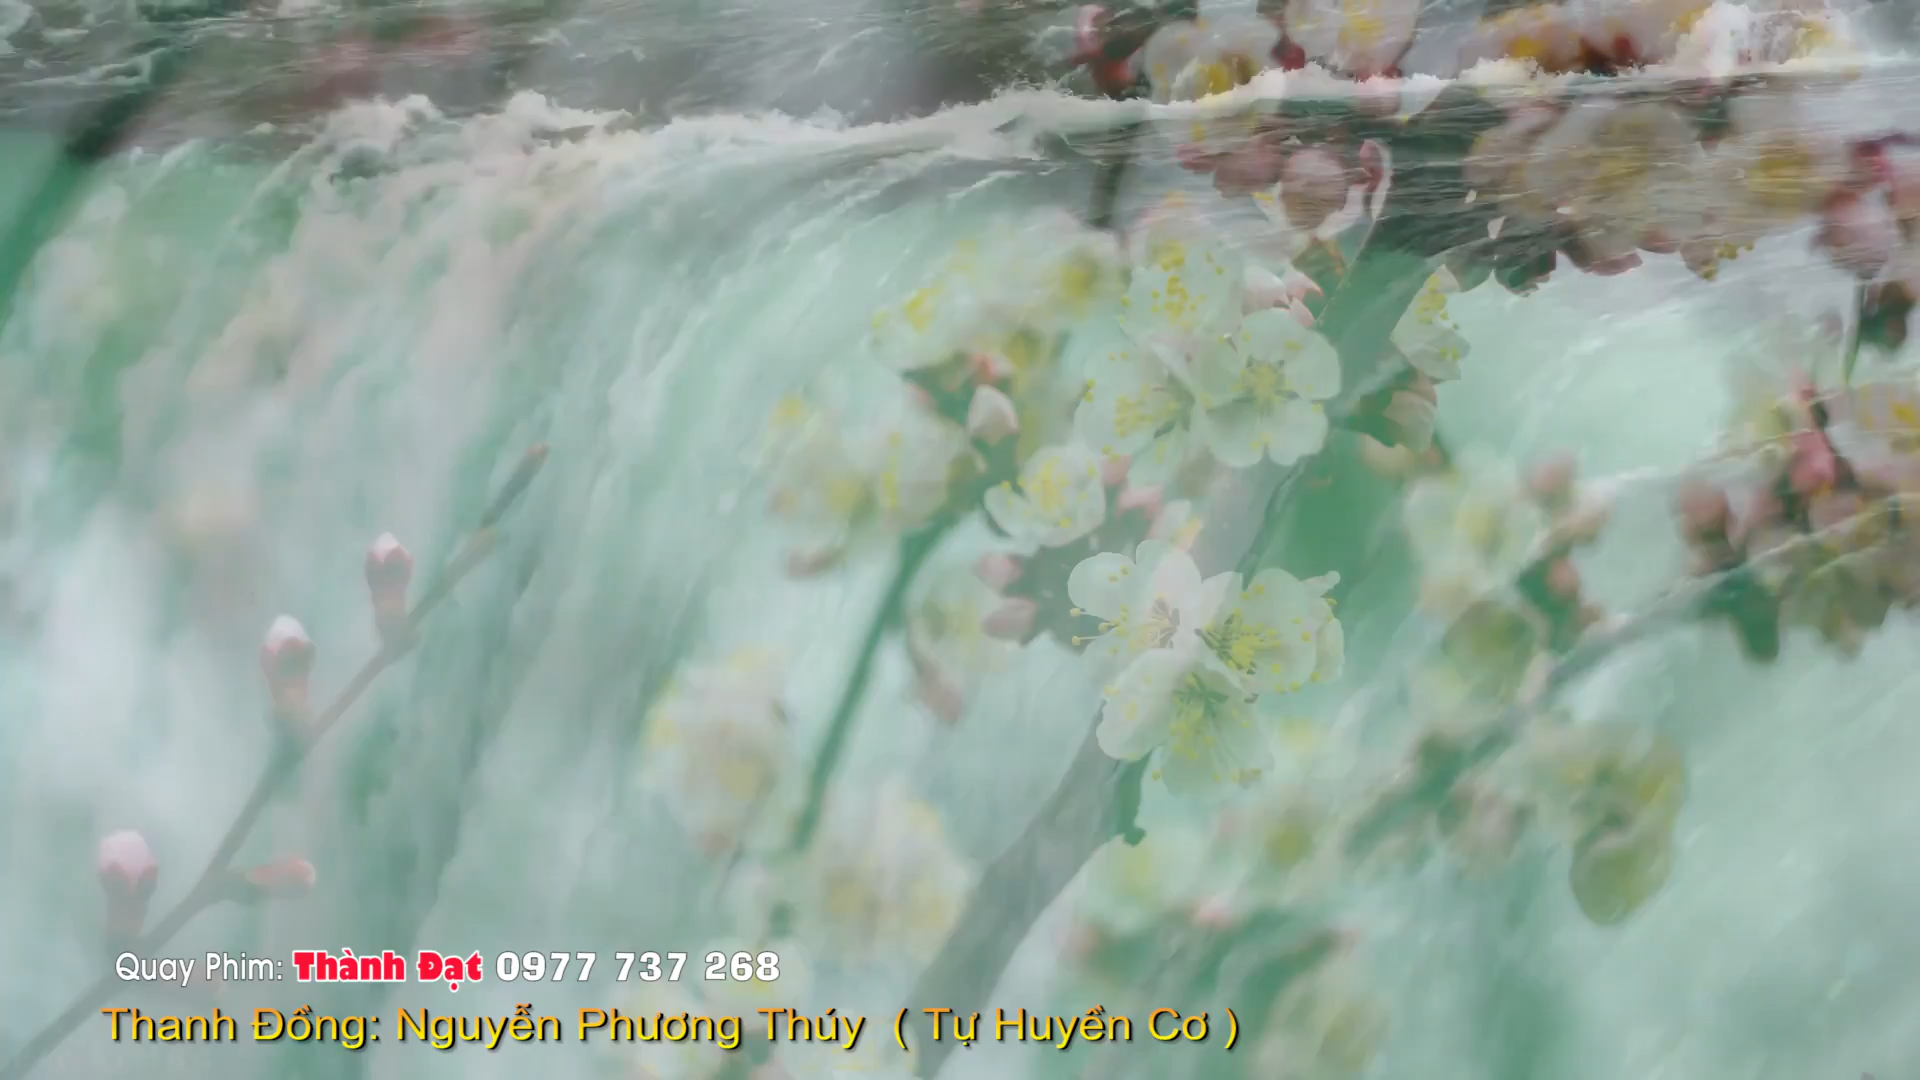 Quay Phim: Thành Đạt 0977 737 268
Thanh Đồng: Nguyễn Phương Thúy ( Tự Huyền Cơ )